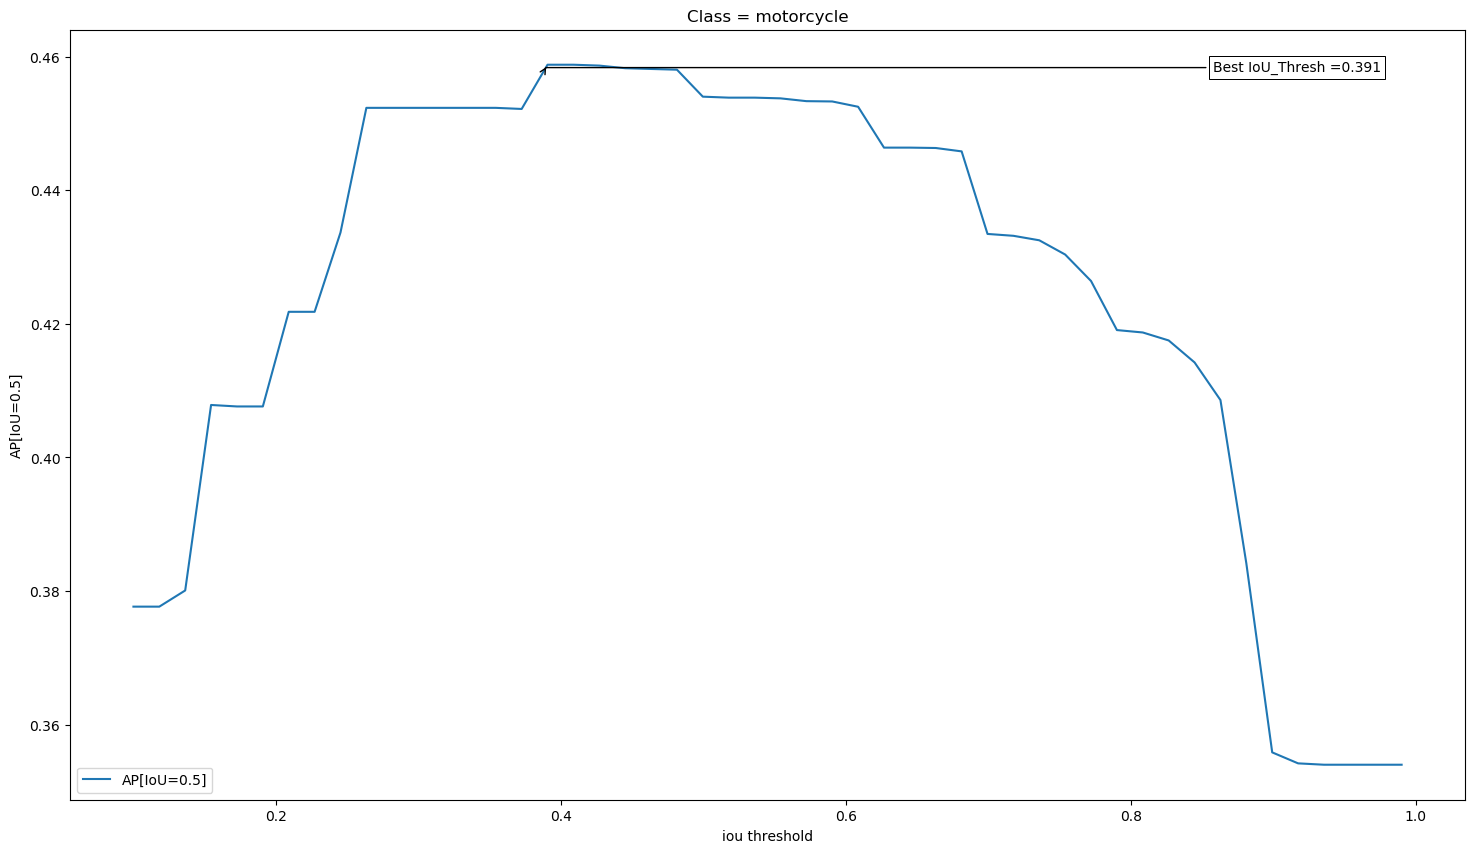 Class = motorcycle
Best IoU_Thresh =0.391
AP[IoU=0.5]
0.46
0.44
0.42
0.40
0.38
0.36
AP[IoU=0.5]
0.2
0.4
0.6
0.8
1.0
iou threshold